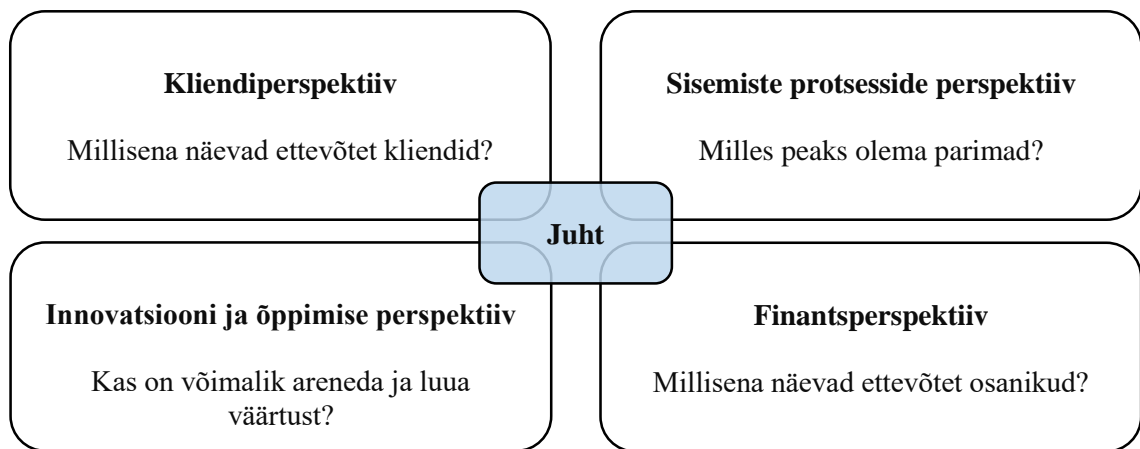 Kliendiperspektiiv
Millisena näevad ettevõtet kliendid?
Sisemiste protsesside perspektiiv
Milles peaks olema parimad?
Juht
Innovatsiooni ja õppimise perspektiiv
Kas on võimalik areneda ja luua
väärtust?
Finantsperspektiiv
Millisena näevad ettevõtet osanikud?